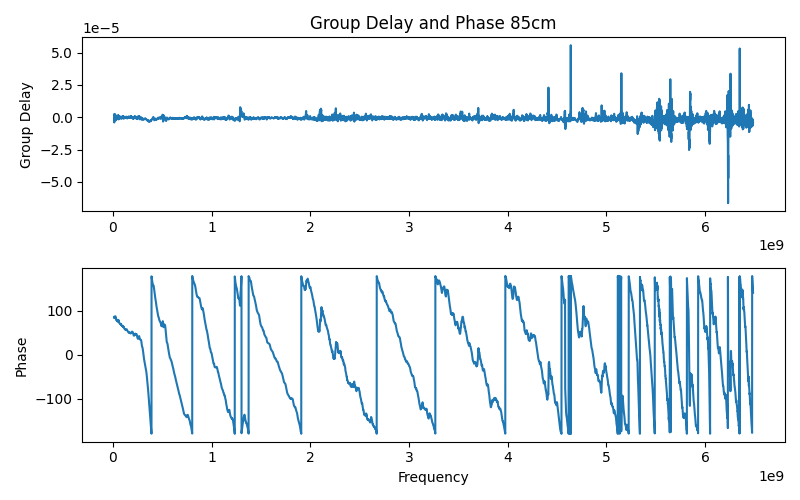 Group Delay and Phase 85cm
1e−5
5.0
2.5
0.0
−2.5
−5.0
Group Delay
0 1 2 3 4 5 6
1e9
100
0
−100
Phase
0 1 2 3 4 5 6
1e9
Frequency